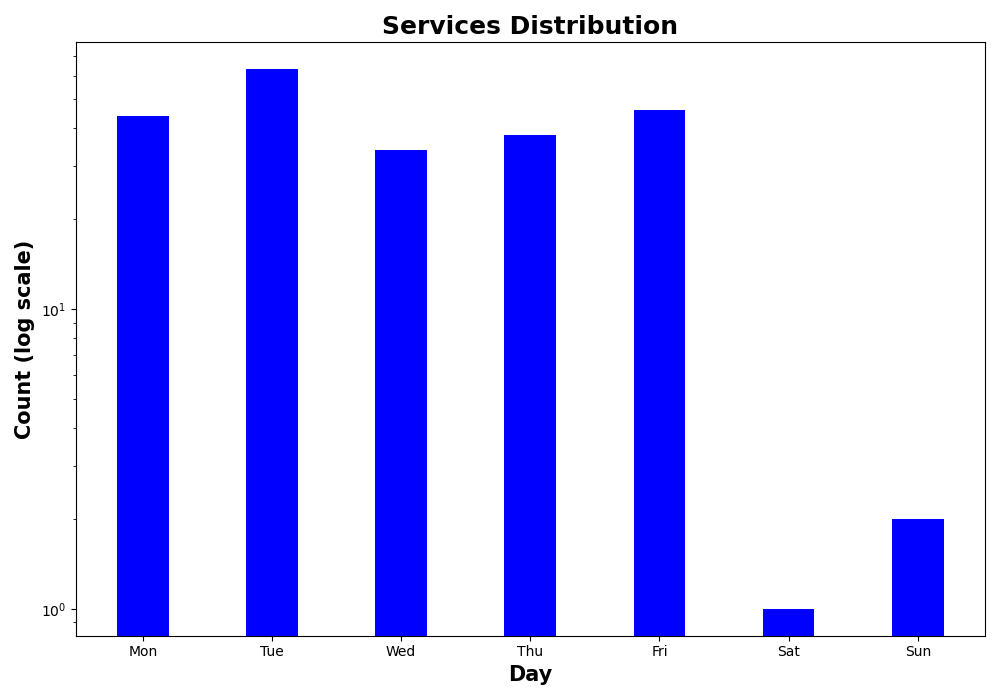 Services Distribution
Count (log scale)
10¹
10⁰
Mon Tue Wed Thu Fri Sat Sun
Day